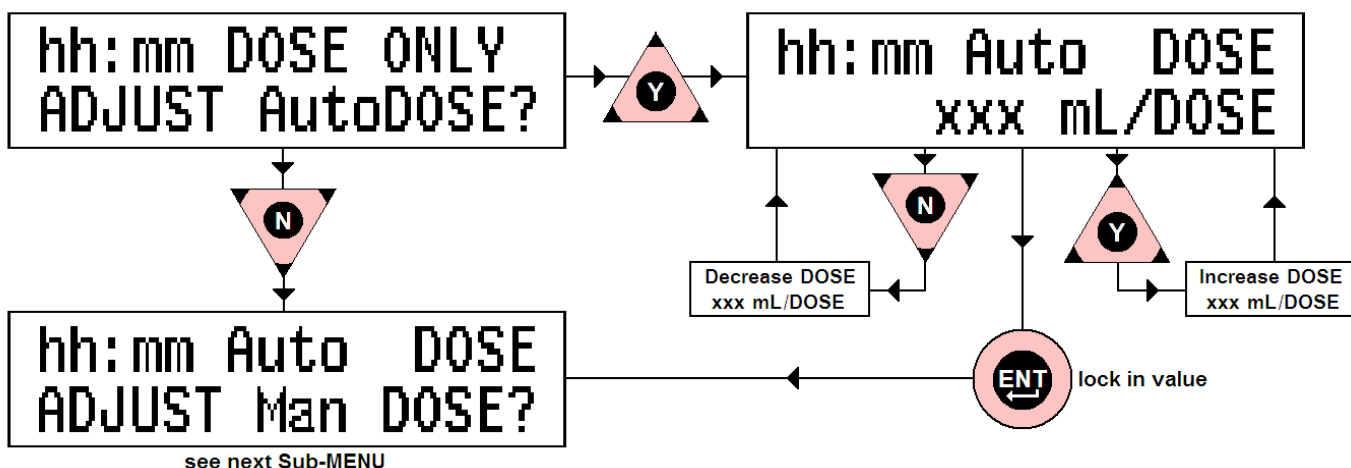 hh:mm DOSE ONLY
ADJUST AutoDOSE?
Y
hh:mm Auto DOSE
xxx mL/DOSE
N
N
Y
Decrease DOSE
xxx mL/DOSE
Increase DOSE
xxx mL/DOSE
hh:mm Auto DOSE
ADJUST Man DOSE?
ENT
lock in value
see next Sub-MENU